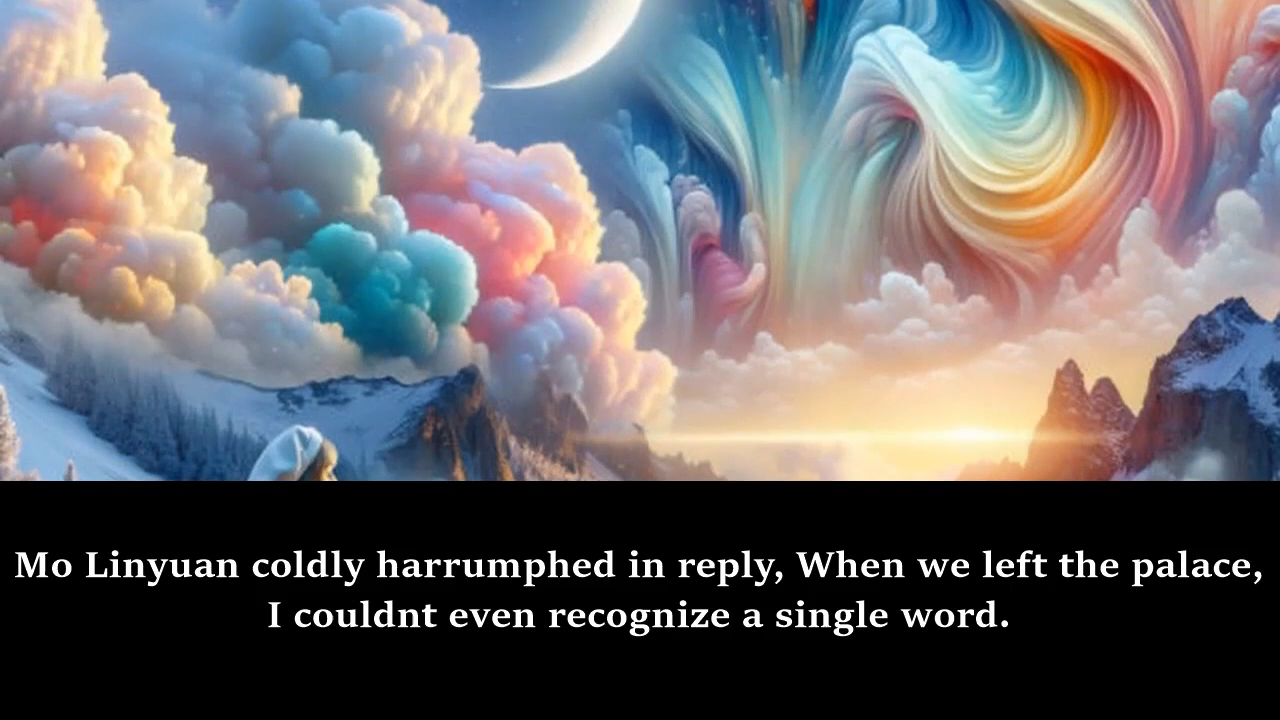 Mo Linyuan coldly harrumphed in reply, When we left the palace,
I couldnt even recognize a single word.